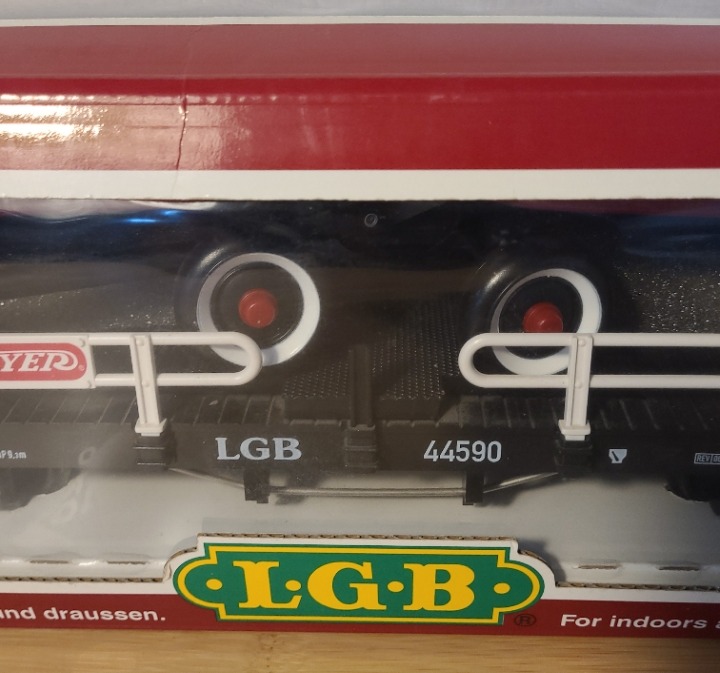 YER®
LGB
44590
L·G·B
®
und draussen.
For indoors